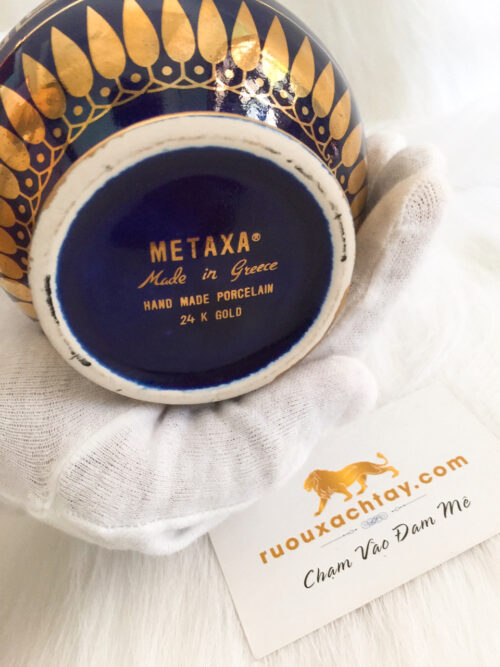 METAXA®
Made in Greece
HAND MADE PORCELAIN
24 K GOLD
ruouxachtay.com
Chạm Vào Đam Mê